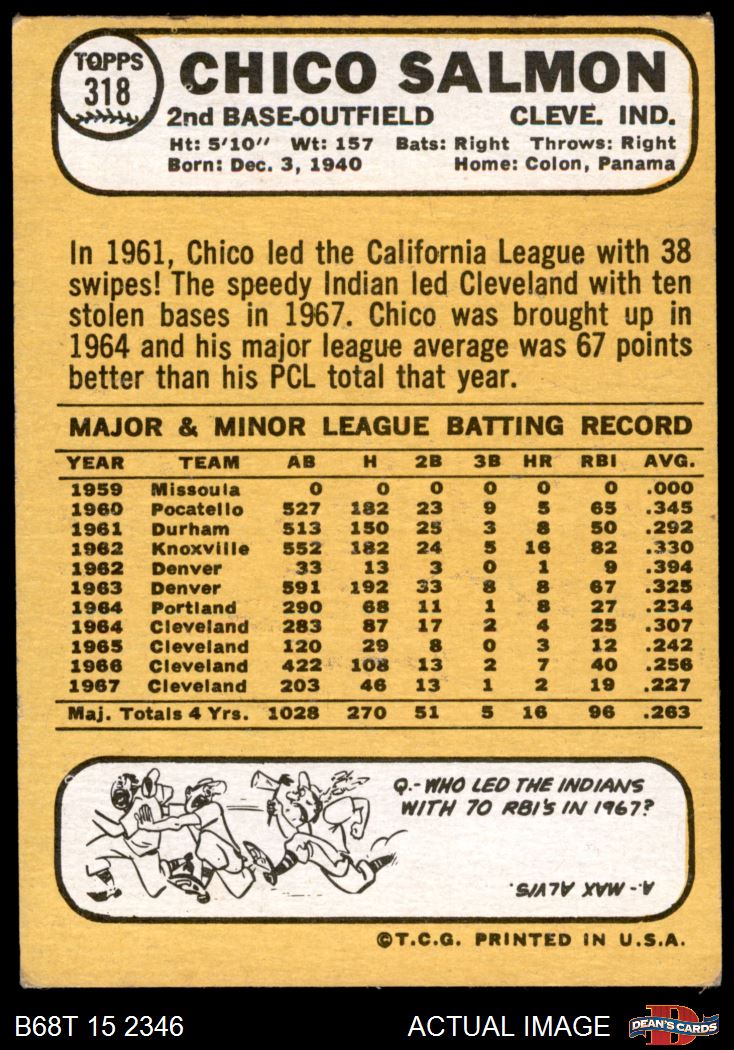 TOPPS
318
CHICO SALMON
2nd BASE-OUTFIELD CLEVE. IND.
Ht: 5'10" Wt: 157 Bats: Right Throws: Right
Born: Dec. 3, 1940 Home: Colon, Panama
In 1961, Chico led the California League with 38
swipes! The speedy Indian led Cleveland with ten
stolen bases in 1967. Chico was brought up in
1964 and his major league average was 67 points
better than his PCL total that year.
MAJOR & MINOR LEAGUE BATTING RECORD
YEAR TEAM AB H 2B 3B HR RBI AVG.
1959 Missoula 0 0 0 0 0 0 .000
1960 Pocatello 527 182 23 9 5 65 .345
1961 Durham 513 150 25 3 8 50 .292
1962 Knoxville 552 182 24 5 16 82 .330
1962 Denver 33 13 3 0 1 9 .394
1963 Denver 591 192 33 8 8 67 .325
1964 Portland 290 68 11 1 8 27 .234
1964 Cleveland 283 87 17 2 4 25 .307
1965 Cleveland 120 29 8 0 3 12 .242
1966 Cleveland 422 108 13 2 7 40 .256
1967 Cleveland 203 46 13 1 2 19 .227
Maj. Totals 4 Yrs. 1028 270 51 5 16 96 .263
Q.- WHO LED THE INDIANS
WITH 70 RBI'S IN 1967?
A.- MAX ALVIS.
©T.C.G. PRINTED IN U.S.A.
B68T 15 2346 ACTUAL IMAGE DEAN'S CARDS